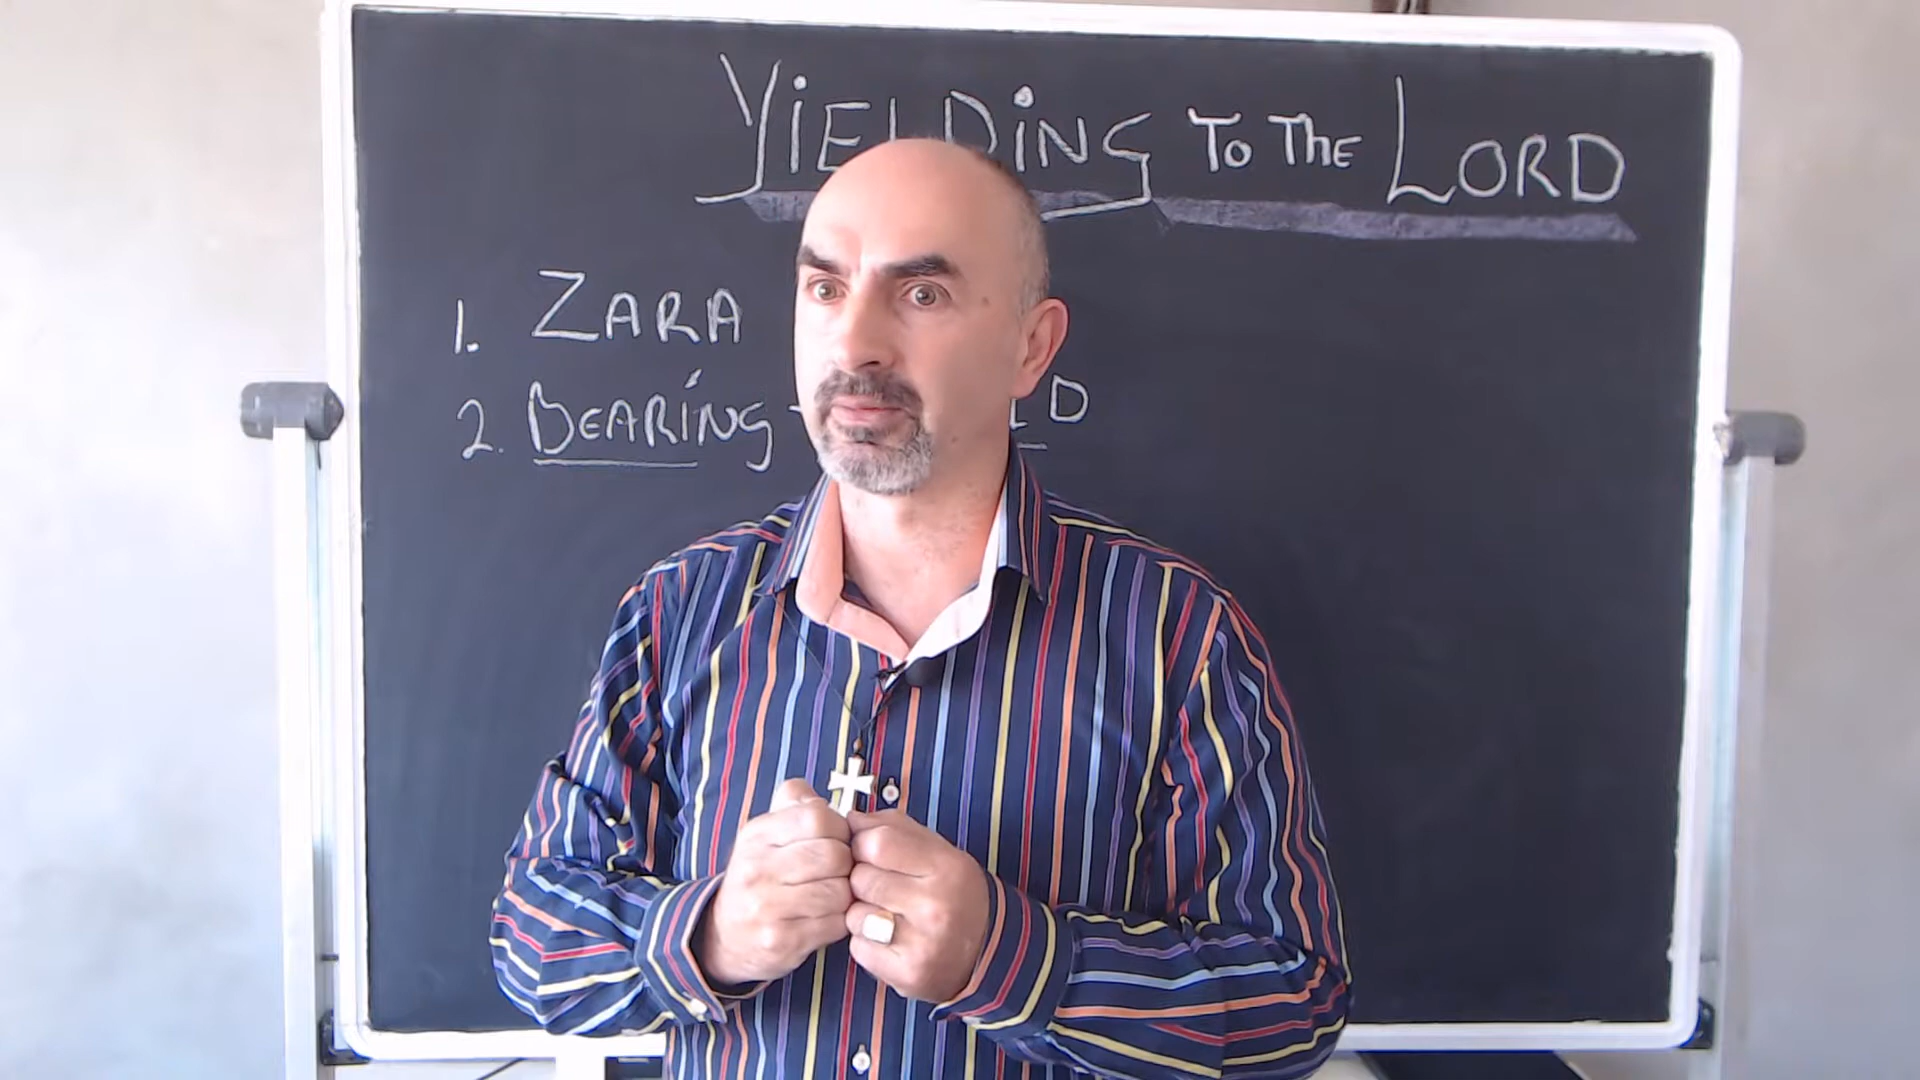 YiELDiNG To The LORD
1. ZARA
2. BEARiNG